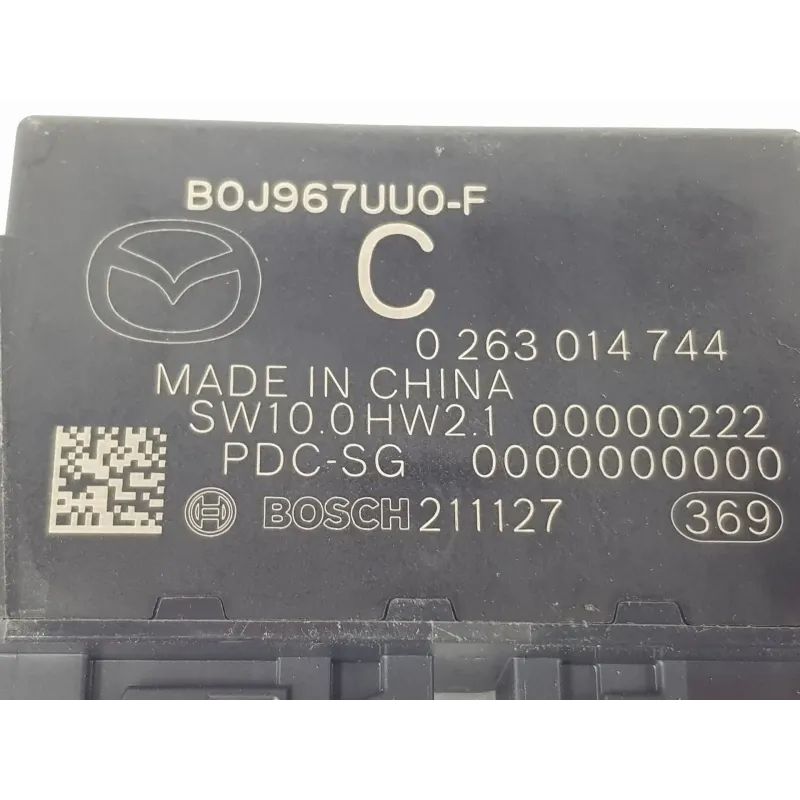 B0J967UU0-F
C
0 263 014 744
MADE IN CHINA
SW10.0HW2.1 00000222
PDC-SG 0000000000
BOSCH 211127 369